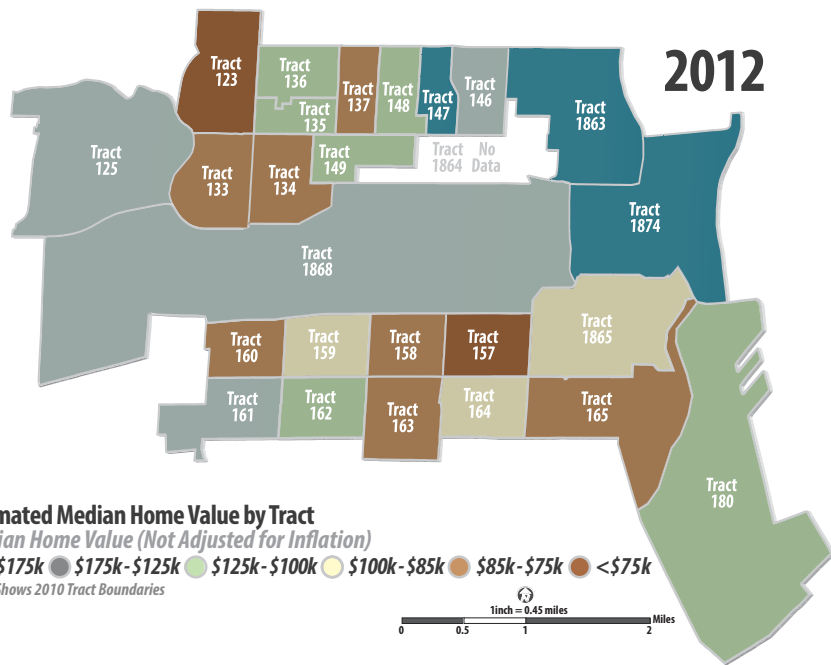 2012
Tract
123
Tract
136
Tract
135
Tract
137
Tract
148
Tract
147
Tract
146
Tract
1863
Tract
125
Tract
133
Tract
134
Tract
149
Tract No
1864 Data
Tract
1874
Tract
1868
Tract
160
Tract
159
Tract
158
Tract
157
Tract
1865
Tract
161
Tract
162
Tract
163
Tract
164
Tract
165
Tract
180
mated Median Home Value by Tract
ian Home Value (Not Adjusted for Inflation)
$175k $175k-$125k $125k-$100k $100k-$85k $85k-$75k <$75k
Shows 2010 Tract Boundaries
1inch = 0.45 miles
Miles
0 0.5 1 2